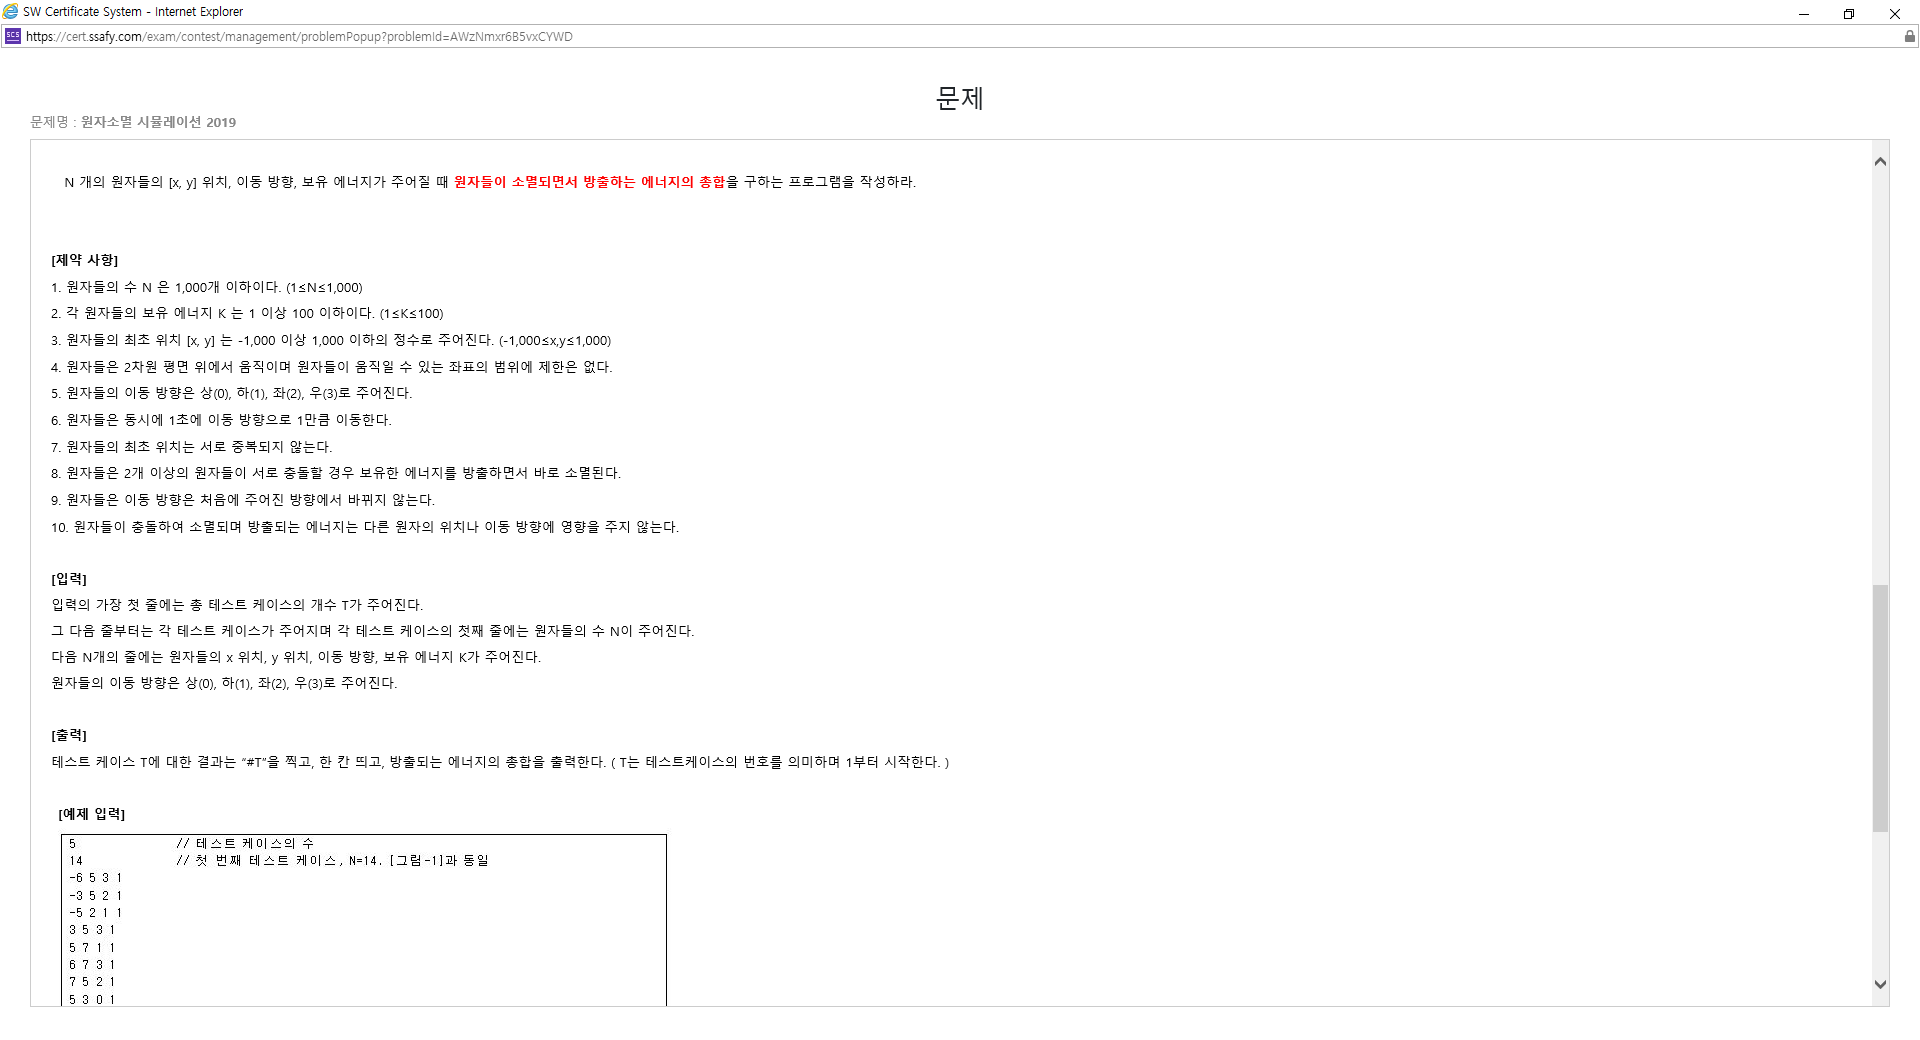 SW Certificate System - Internet Explorer
https://cert.ssafy.com/exam/contest/management/problemPopup?problemId=AWzNmxr6B5vxCYWD
문제
문제명 : 원자소멸 시뮬레이션 2019
N 개의 원자들의 [x, y] 위치, 이동 방향, 보유 에너지가 주어질 때 원자들이 소멸되면서 방출하는 에너지의 총합을 구하는 프로그램을 작성하라.
[제약 사항]
1. 원자들의 수 N 은 1,000개 이하이다. (1≤N≤1,000)
2. 각 원자들의 보유 에너지 K 는 1 이상 100 이하이다. (1≤K≤100)
3. 원자들의 최초 위치 [x, y] 는 -1,000 이상 1,000 이하의 정수로 주어진다. (-1,000≤x,y≤1,000)
4. 원자들은 2차원 평면 위에서 움직이며 원자들이 움직일 수 있는 좌표의 범위에 제한은 없다.
5. 원자들의 이동 방향은 상(0), 하(1), 좌(2), 우(3)로 주어진다.
6. 원자들은 동시에 1초에 이동 방향으로 1만큼 이동한다.
7. 원자들의 최초 위치는 서로 중복되지 않는다.
8. 원자들은 2개 이상의 원자들이 서로 충돌할 경우 보유한 에너지를 방출하면서 바로 소멸된다.
9. 원자들은 이동 방향은 처음에 주어진 방향에서 바뀌지 않는다.
10. 원자들이 충돌하여 소멸되며 방출되는 에너지는 다른 원자의 위치나 이동 방향에 영향을 주지 않는다.
[입력]
입력의 가장 첫 줄에는 총 테스트 케이스의 개수 T가 주어진다.
그 다음 줄부터는 각 테스트 케이스가 주어지며 각 테스트 케이스의 첫째 줄에는 원자들의 수 N이 주어진다.
다음 N개의 줄에는 원자들의 x 위치, y 위치, 이동 방향, 보유 에너지 K가 주어진다.
원자들의 이동 방향은 상(0), 하(1), 좌(2), 우(3)로 주어진다.
[출력]
테스트 케이스 T에 대한 결과는 “#T”을 찍고, 한 칸 띄고, 방출되는 에너지의 총합을 출력한다. ( T는 테스트케이스의 번호를 의미하며 1부터 시작한다. )
[예제 입력]
5 // 테스트 케이스의 수
14 // 첫 번째 테스트 케이스, N=14. [그림-1]과 동일
-6 5 3 1
-3 5 2 1
-5 2 1 1
3 5 3 1
5 7 1 1
6 7 3 1
7 5 2 1
5 3 0 1